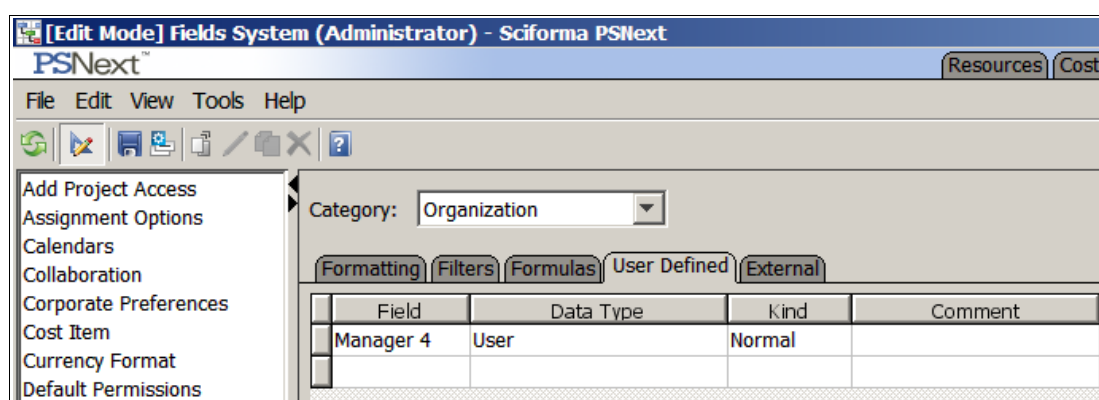 [Edit Mode] Fields System (Administrator) - Sciforma PSNext
PSNext™ Resources Cost
File Edit View Tools Help
Add Project Access
Assignment Options
Calendars
Collaboration
Corporate Preferences
Cost Item
Currency Format
Default Permissions
Category: Organization
Formatting Filters Formulas User Defined External
Field Data Type Kind Comment
Manager 4 User Normal